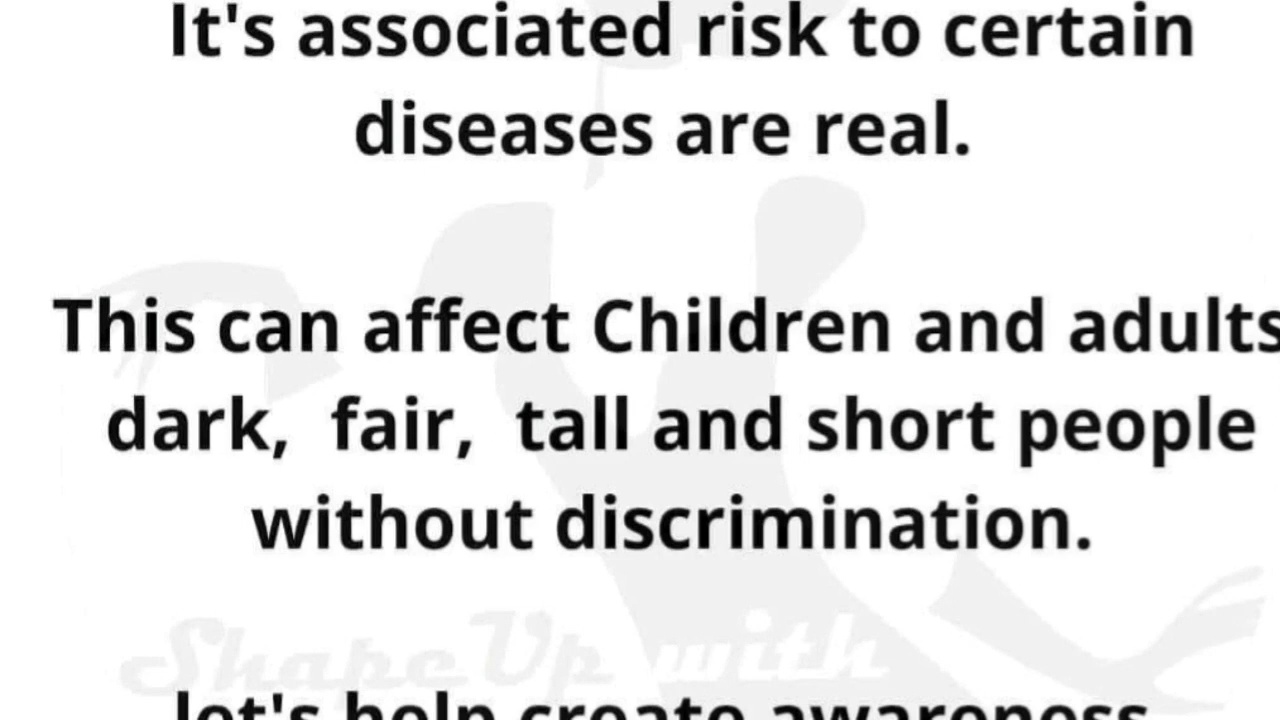 It's associated risk to certain
diseases are real.
This can affect Children and adults
dark,  fair,  tall and short people
without discrimination.
ShapeUp with
let's help create awareness